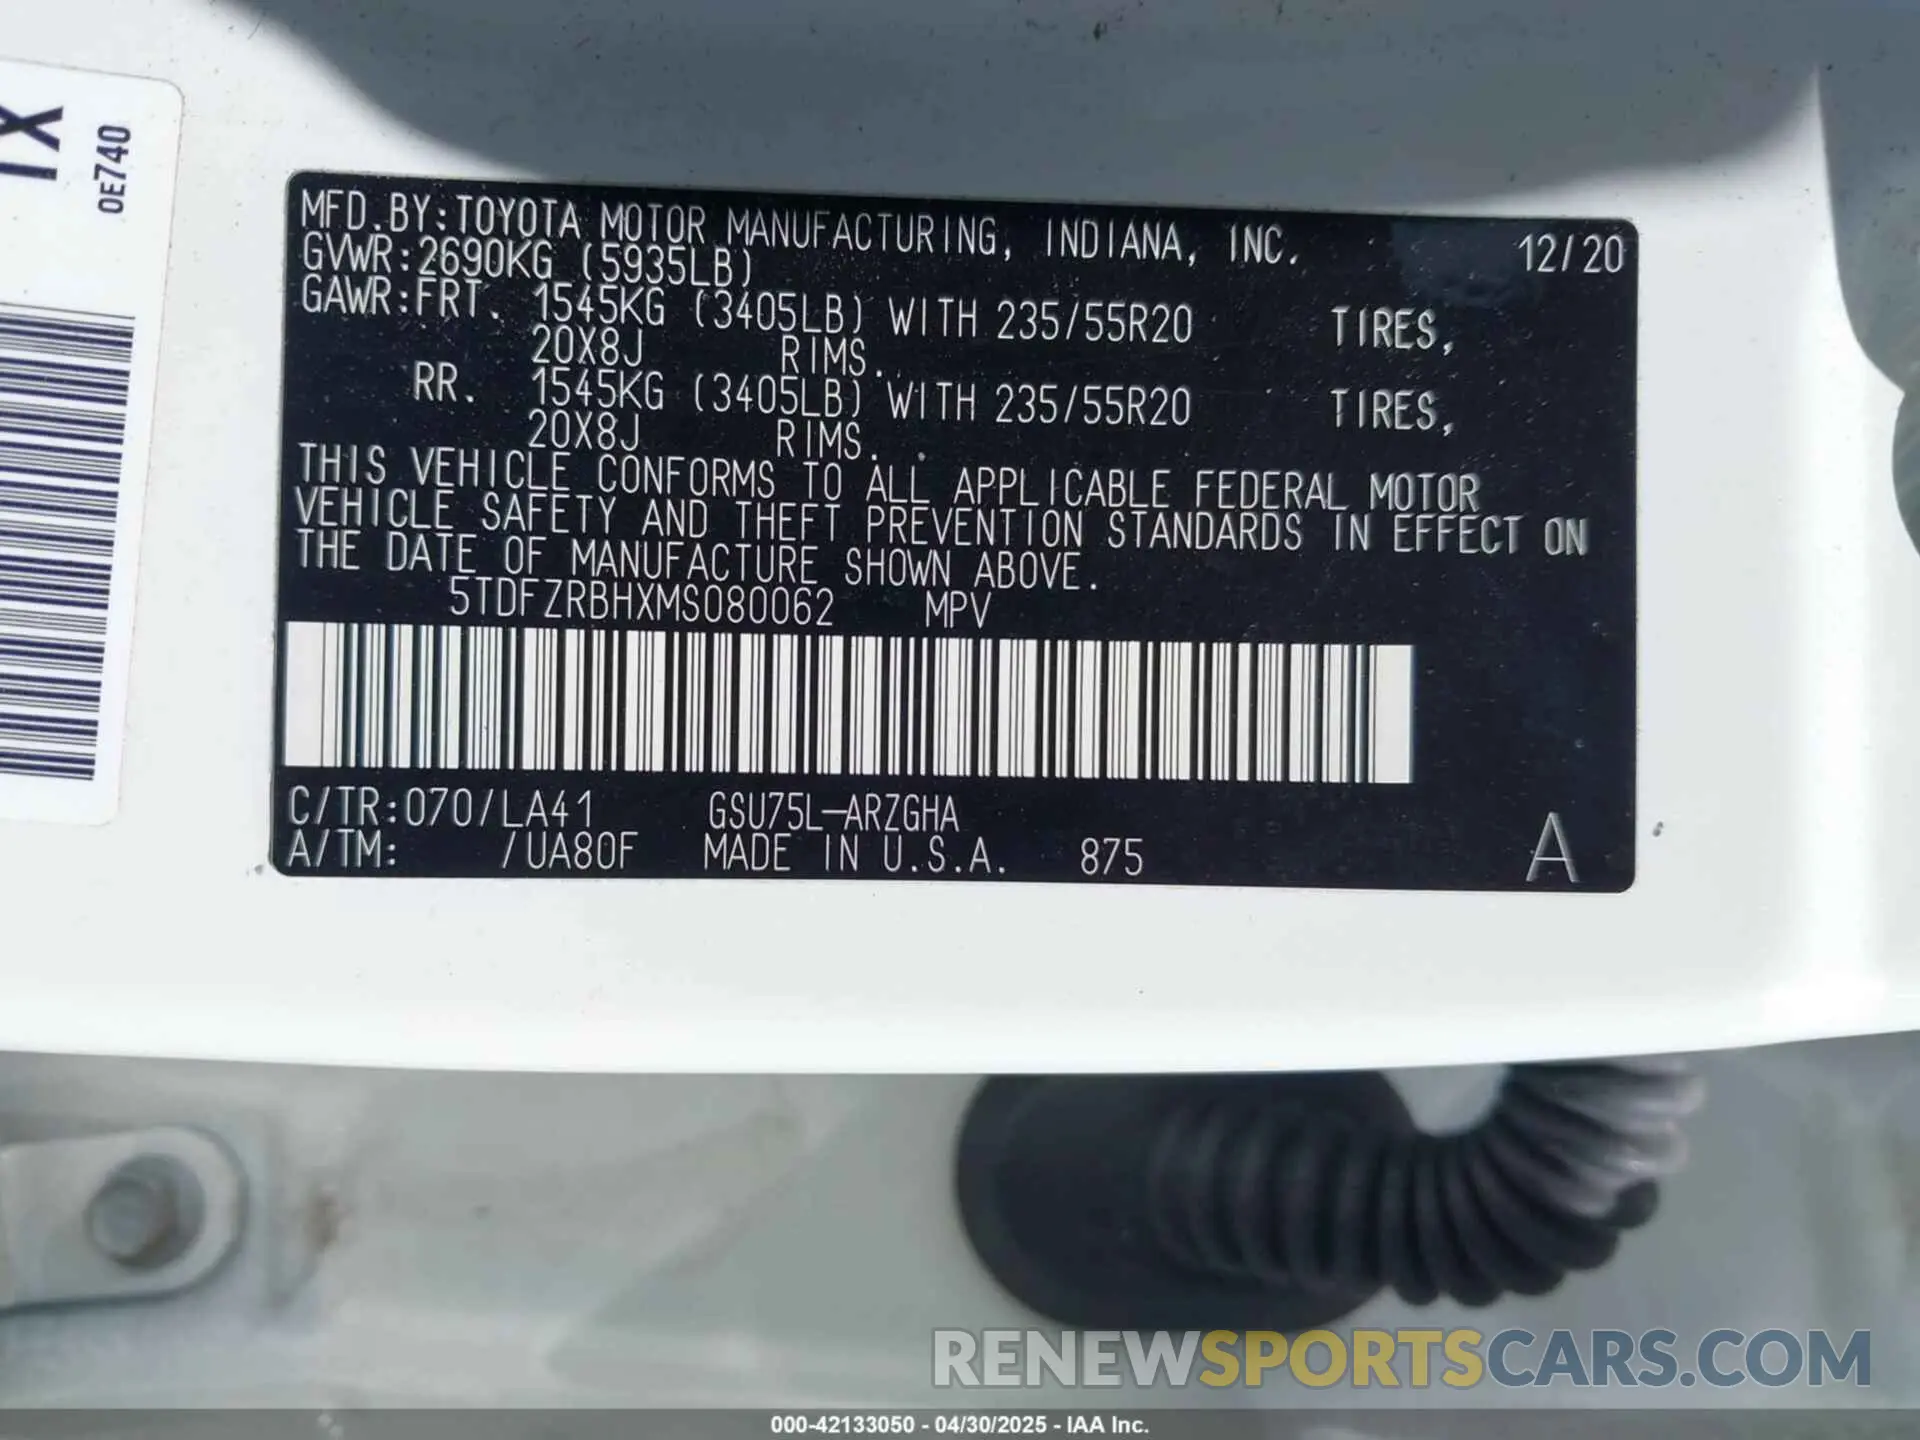 TX
0E740
MFD.BY:TOYOTA MOTOR MANUFACTURING, INDIANA, INC. 12/20
GVWR:2690KG (5935LB)
GAWR:FRT. 1545KG (3405LB) WITH 235/55R20 TIRES,
20X8J RIMS.
RR. 1545KG (3405LB) WITH 235/55R20 TIRES,
20X8J RIMS.
THIS VEHICLE CONFORMS TO ALL APPLICABLE FEDERAL MOTOR
VEHICLE SAFETY AND THEFT PREVENTION STANDARDS IN EFFECT ON
THE DATE OF MANUFACTURE SHOWN ABOVE.
5TDFZRBHXMS080062 MPV
C/TR:070/LA41 GSU75L-ARZGHA
A/TM: /UA80F MADE IN U.S.A. 875 A
RENEWSPORTSCARS.COM
000-42133050 - 04/30/2025 - IAA Inc.